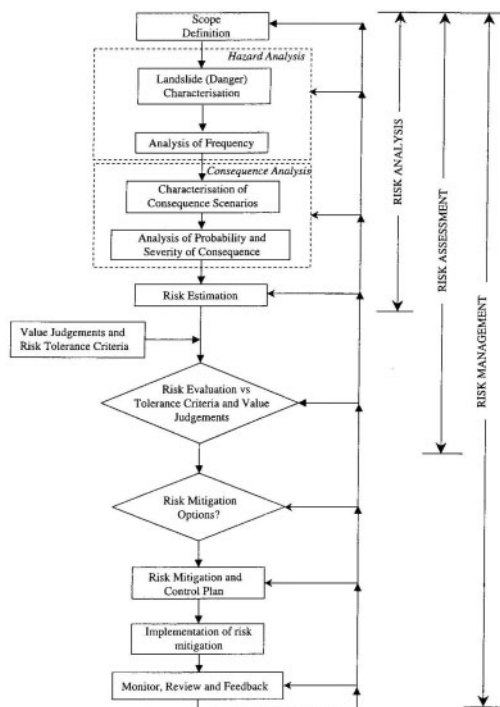 Scope
Definition
Hazard Analysis
Landslide (Danger)
Characterisation
Analysis of Frequency
Consequence Analysis
Characterisation of
Consequence Scenarios
Analysis of Probability and
Severity of Consequence
Risk Estimation
Value Judgements and
Risk Tolerance Criteria
Risk Evaluation vs
Tolerance Criteria and Value
Judgements
Risk Mitigation
Options?
Risk Mitigation and
Control Plan
Implementation of risk
mitigation
Monitor, Review and Feedback
RISK ANALYSIS
RISK ASSESSMENT
RISK MANAGEMENT